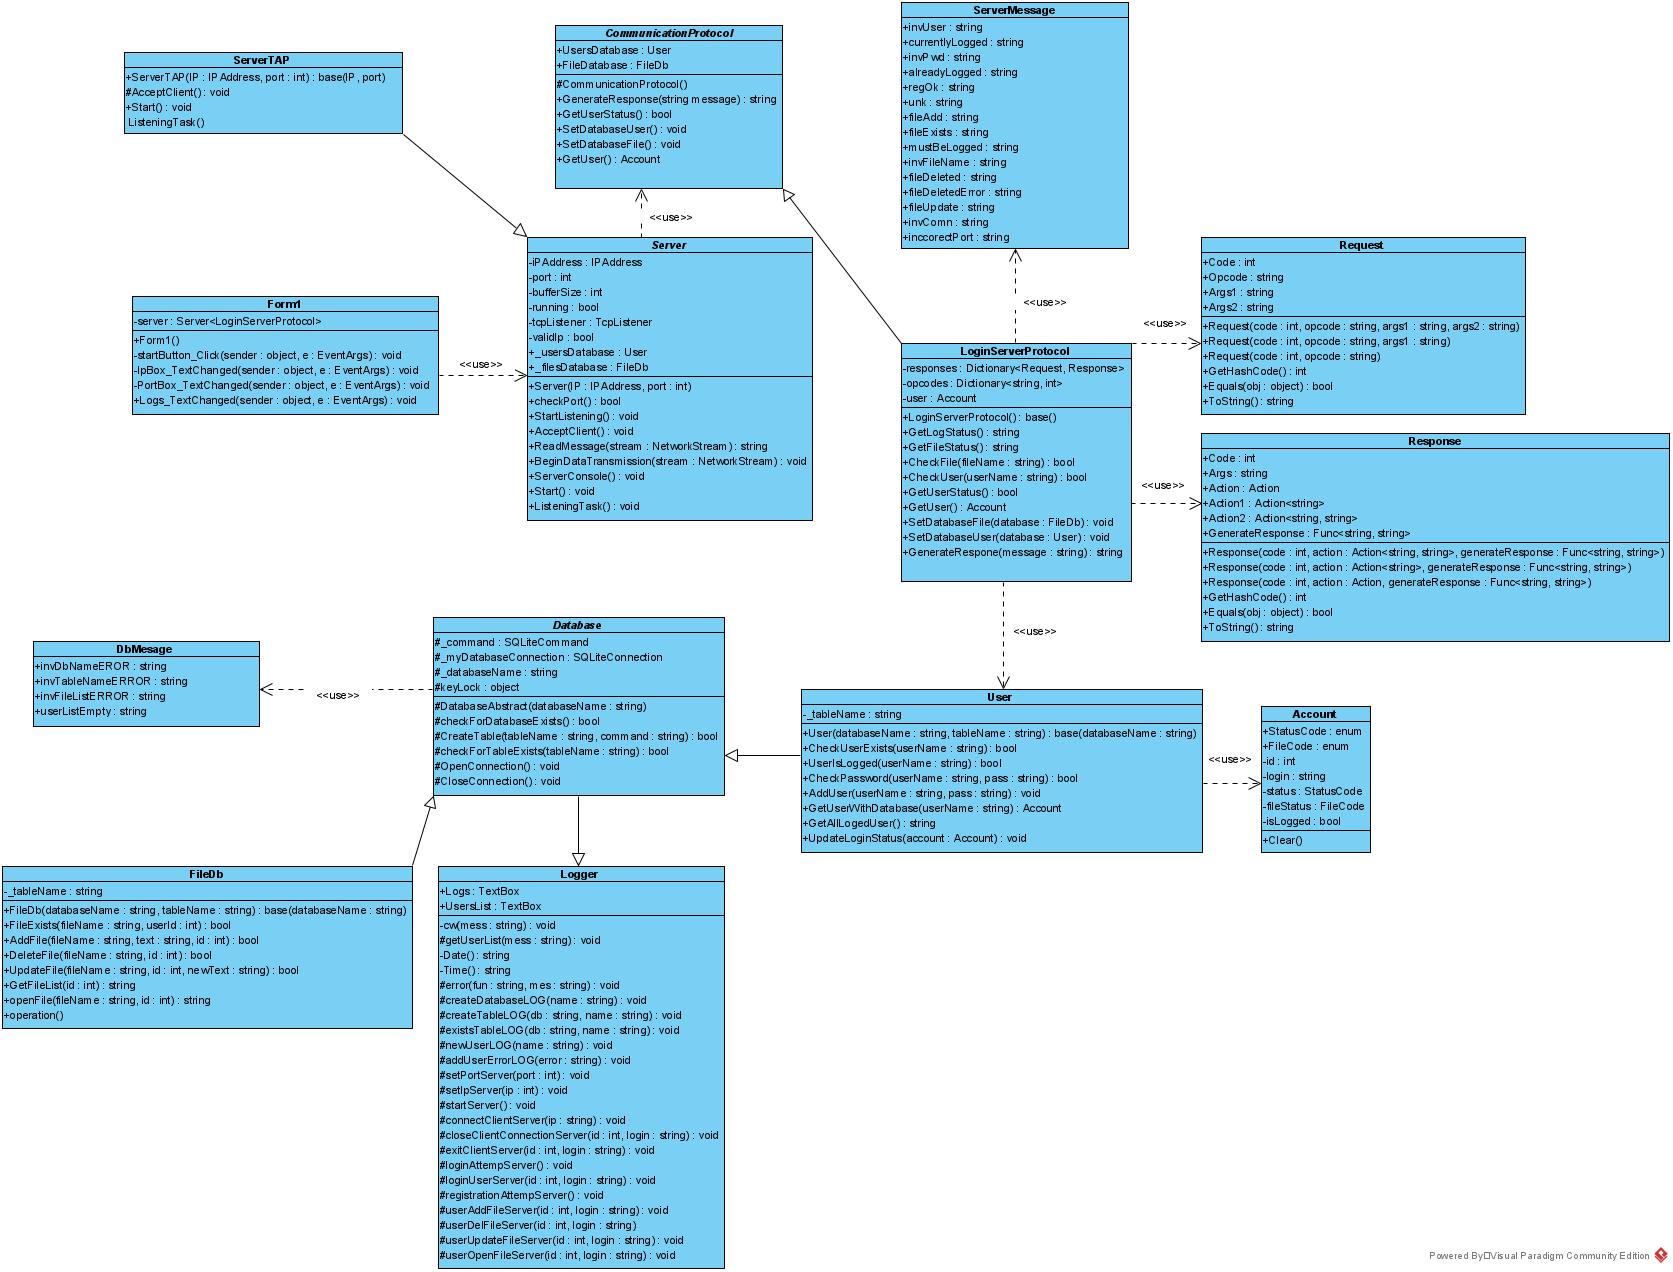 ServerTAP
+ServerTAP(IP : IPAddress, port : int) : base(IP, port)
#AcceptClient() : void
+Start() : void
ListeningTask()
CommunicationProtocol
+UsersDatabase : User
+FileDatabase : FileDb
#CommunicationProtocol()
+GenerateResponse(string message) : string
+GetUserStatus() : bool
+SetDatabaseUser() : void
+SetDatabaseFile() : void
+GetUser() : Account
ServerMessage
+invUser : string
+currentlyLogged : string
+invPwd : string
+alreadyLogged : string
+regOk : string
+unk : string
+fileAdd : string
+fileExists : string
+mustBeLogged : string
+invFileName : string
+fileDeleted : string
+fileDeletedError : string
+fileUpdate : string
+invComn : string
+inccorectPort : string
<<use>>
Server
-iPAddress : IPAddress
-port : int
-bufferSize : int
-running : bool
-tcpListener : TcpListener
-validIp : bool
+_usersDatabase : User
+_filesDatabase : FileDb
+Server(IP : IPAddress, port : int)
+checkPort() : bool
+StartListening() : void
+AcceptClient() : void
+ReadMessage(stream : NetworkStream) : string
+BeginDataTransmission(stream : NetworkStream) : void
+ServerConsole() : void
+Start() : void
+ListeningTask() : void
Form1
-server : Server<LoginServerProtocol>
+Form1()
-startButton_Click(sender : object, e : EventArgs) : void
-IpBox_TextChanged(sender : object, e : EventArgs) : void
-PortBox_TextChanged(sender : object, e : EventArgs) : void
-Logs_TextChanged(sender : object, e : EventArgs) : void
<<use>>
<<use>>
<<use>>
Request
+Code : int
+Opcode : string
+Args1 : string
+Args2 : string
+Request(code : int, opcode : string, args1 : string, args2 : string)
+Request(code : int, opcode : string, args1 : string)
+Request(code : int, opcode : string)
+GetHashCode() : int
+Equals(obj : object) : bool
+ToString() : string
LoginServerProtocol
-responses : Dictionary<Request, Response>
-opcodes : Dictionary<string, int>
-user : Account
+LoginServerProtocol() : base()
+GetLogStatus() : string
+GetFileStatus() : string
+CheckFile(fileName : string) : bool
+CheckUser(userName : string) : bool
+GetUserStatus() : bool
+GetUser() : Account
+SetDatabaseFile(database : FileDb) : void
+SetDatabaseUser(database : User) : void
+GenerateRespone(message : string) : string
<<use>>
Response
+Code : int
+Args : string
+Action : Action
+Action1 : Action<string>
+Action2 : Action<string, string>
+GenerateResponse : Func<string, string>
+Response(code : int, action : Action<string, string>, generateResponse : Func<string, string>)
+Response(code : int, action : Action<string>, generateResponse : Func<string, string>)
+Response(code : int, action : Action, generateResponse : Func<string, string>)
+GetHashCode() : int
+Equals(obj : object) : bool
+ToString() : string
<<use>>
DbMesage
+invDbNameEROR : string
+invTableNameERROR : string
+invFileListERROR : string
+userListEmpty : string
<<use>>
Database
#_command : SQLiteCommand
#_myDatabaseConnection : SQLiteConnection
#_databaseName : string
#keyLock : object
#DatabaseAbstract(databaseName : string)
#checkForDatabaseExists() : bool
#CreateTable(tableName : string, command : string) : bool
#checkForTableExists(tableName : string) : bool
#OpenConnection() : void
#CloseConnection() : void
User
-_tableName : string
+User(databaseName : string, tableName : string) : base(databaseName : string)
+CheckUserExists(userName : string) : bool
+UserIsLogged(userName : string) : bool
+CheckPassword(userName : string, pass : string) : bool
+AddUser(userName : string, pass : string) : void
+GetUserWithDatabase(userName : string) : Account
+GetAllLogedUser() : string
+UpdateLoginStatus(account : Account) : void
<<use>>
Account
+StatusCode : enum
+FileCode : enum
-id : int
-login : string
-status : StatusCode
-fileStatus : FileCode
-isLogged : bool
+Clear()
FileDb
-_tableName : string
+FileDb(databaseName : string, tableName : string) : base(databaseName : string)
+FileExists(fileName : string, userId : int) : bool
+AddFile(fileName : string, text : string, id : int) : bool
+DeleteFile(fileName : string, id : int) : bool
+UpdateFile(fileName : string, id : int, newText : string) : bool
+GetFileList(id : int) : string
+openFile(fileName : string, id : int) : string
+operation()
Logger
+Logs : TextBox
+UsersList : TextBox
-cw(mess : string) : void
#getUserList(mess : string) : void
-Date() : string
-Time() : string
#error(fun : string, mes : string) : void
#createDatabaseLOG(name : string) : void
#createTableLOG(db : string, name : string) : void
#existsTableLOG(db : string, name : string) : void
#newUserLOG(name : string) : void
#addUserErrorLOG(error : string) : void
#setPortServer(port : int) : void
#setIpServer(ip : int) : void
#startServer() : void
#connectClientServer(ip : string) : void
#closeClientConnectionServer(id : int, login : string) : void
#exitClientServer(id : int, login : string) : void
#loginAttempServer() : void
#loginUserServer(id : int, login : string) : void
#registrationAttempServer() : void
#userAddFileServer(id : int, login : string) : void
#userDelFileServer(id : int, login : string)
#userUpdateFileServer(id : int, login : string) : void
#userOpenFileServer(id : int, login : string) : void
Powered By Visual Paradigm Community Edition